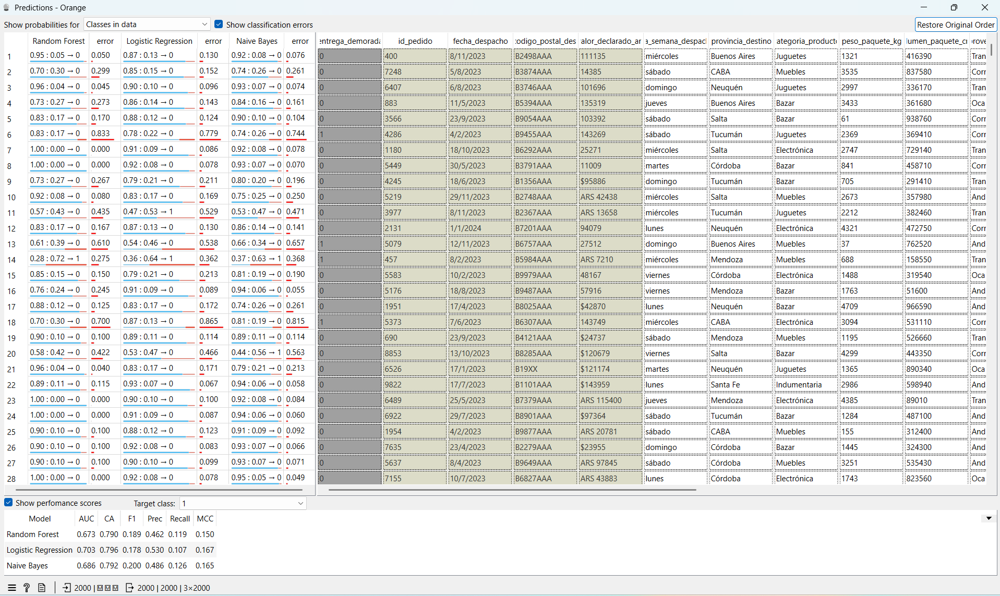 Predictions - Orange
Show probabilities for Classes in data Show classification errors Restore Original Order
Random Forest error Logistic Regression error Naive Bayes error entrega_demorada id_pedido fecha_despacho :odigo_postal_des alor_declarado_ar a_semana_despac provincia_destino ategoria_producto peso_paquete_kg lumen_paquete_cr prove
1 0.95 : 0.05 → 0 0.050 0.87 : 0.13 → 0 0.130 0.92 : 0.08 → 0 0.076 0 400 8/11/2023 B2498AAA 111135 miércoles Buenos Aires Juguetes 1321 416390 Tran
2 0.70 : 0.30 → 0 0.299 0.85 : 0.15 → 0 0.152 0.74 : 0.26 → 0 0.261 0 7248 5/8/2023 B3874AAA 14385 sábado CABA Muebles 3535 837580 Corr
3 0.96 : 0.04 → 0 0.045 0.90 : 0.10 → 0 0.096 0.93 : 0.07 → 0 0.074 0 6407 6/8/2023 B3746AAA 101696 domingo Neuquén Juguetes 2997 336170 Tran
4 0.73 : 0.27 → 0 0.273 0.86 : 0.14 → 0 0.143 0.84 : 0.16 → 0 0.161 0 883 11/5/2023 B5394AAA 135319 jueves Buenos Aires Bazar 3433 361680 Oca
5 0.83 : 0.17 → 0 0.170 0.88 : 0.12 → 0 0.124 0.90 : 0.10 → 0 0.104 0 3566 23/9/2023 B9054AAA 103392 sábado Salta Bazar 61 938760 Corr
6 0.83 : 0.17 → 0 0.833 0.78 : 0.22 → 0 0.779 0.74 : 0.26 → 0 0.744 1 4286 4/2/2023 B9455AAA 143269 sábado Tucumán Juguetes 2369 369410 Corr
7 1.00 : 0.00 → 0 0.000 0.91 : 0.09 → 0 0.086 0.92 : 0.08 → 0 0.078 0 1180 18/10/2023 B6292AAA 25271 miércoles Salta Electrónica 2747 729140 Tran
8 1.00 : 0.00 → 0 0.000 0.92 : 0.08 → 0 0.078 0.93 : 0.07 → 0 0.070 0 5449 30/5/2023 B3791AAA 11009 martes Córdoba Bazar 841 458710 Corr
9 0.73 : 0.27 → 0 0.267 0.79 : 0.21 → 0 0.211 0.80 : 0.20 → 0 0.196 0 4245 18/6/2023 B1356AAA $95886 domingo Tucumán Bazar 705 291410 Tran
10 0.92 : 0.08 → 0 0.080 0.83 : 0.17 → 0 0.169 0.75 : 0.25 → 0 0.250 0 5219 29/11/2023 B2748AAA ARS 42438 miércoles Salta Muebles 2673 357980 And
11 0.57 : 0.43 → 0 0.435 0.47 : 0.53 → 1 0.529 0.53 : 0.47 → 0 0.471 0 3977 8/11/2023 B2367AAA ARS 13658 miércoles Tucumán Juguetes 2212 382460 Tran
12 0.83 : 0.17 → 0 0.167 0.87 : 0.13 → 0 0.130 0.86 : 0.14 → 0 0.141 0 2131 1/1/2024 B7201AAA 94079 lunes Neuquén Electrónica 4321 472750 Corr
13 0.61 : 0.39 → 0 0.610 0.54 : 0.46 → 0 0.538 0.66 : 0.34 → 0 0.657 1 5079 12/11/2023 B6757AAA 27512 domingo Buenos Aires Muebles 37 762520 And
14 0.28 : 0.72 → 1 0.275 0.36 : 0.64 → 1 0.362 0.37 : 0.63 → 1 0.368 1 457 8/2/2023 B5984AAA ARS 7210 miércoles Mendoza Muebles 688 158550 Tran
15 0.85 : 0.15 → 0 0.150 0.79 : 0.21 → 0 0.213 0.81 : 0.19 → 0 0.190 0 5583 10/2/2023 B9979AAA 48167 viernes Córdoba Electrónica 1488 319540 Oca
16 0.76 : 0.24 → 0 0.245 0.91 : 0.09 → 0 0.089 0.94 : 0.06 → 0 0.055 0 5176 18/8/2023 B9487AAA 57916 viernes Mendoza Bazar 1763 51600 And
17 0.88 : 0.12 → 0 0.125 0.83 : 0.17 → 0 0.172 0.74 : 0.26 → 0 0.261 0 1951 17/4/2023 B8025AAA $42870 lunes Neuquén Bazar 4709 966590 And
18 0.70 : 0.30 → 0 0.700 0.87 : 0.13 → 0 0.865 0.81 : 0.19 → 0 0.815 1 5373 7/6/2023 B6307AAA 143749 miércoles CABA Electrónica 3094 531110 Corr
19 0.90 : 0.10 → 0 0.100 0.89 : 0.11 → 0 0.114 0.89 : 0.11 → 0 0.114 0 690 23/9/2023 B4121AAA $24737 sábado Mendoza Muebles 1195 526660 Tran
20 0.58 : 0.42 → 0 0.422 0.53 : 0.47 → 0 0.466 0.44 : 0.56 → 1 0.563 0 8853 13/10/2023 B8285AAA $120679 viernes Salta Bazar 4299 443350 Corr
21 0.96 : 0.04 → 0 0.040 0.83 : 0.17 → 0 0.171 0.79 : 0.21 → 0 0.213 0 6526 17/1/2023 B19XX $121174 martes Neuquén Juguetes 1365 890340 Oca
22 0.89 : 0.11 → 0 0.115 0.93 : 0.07 → 0 0.067 0.94 : 0.06 → 0 0.058 0 9822 17/7/2023 B1101AAA $143959 lunes Santa Fe Indumentaria 2986 598940 And
23 1.00 : 0.00 → 0 0.000 0.90 : 0.10 → 0 0.100 0.92 : 0.08 → 0 0.084 0 6489 25/5/2023 B7379AAA ARS 115400 jueves Mendoza Electrónica 4385 89010 Tran
24 1.00 : 0.00 → 0 0.000 0.91 : 0.09 → 0 0.087 0.94 : 0.06 → 0 0.060 0 6922 29/7/2023 B8901AAA $97364 sábado Tucumán Bazar 1284 487100 And
25 0.90 : 0.10 → 0 0.100 0.88 : 0.12 → 0 0.123 0.91 : 0.09 → 0 0.092 0 1954 4/2/2023 B9877AAA ARS 20781 sábado CABA Muebles 155 312400 And
26 0.90 : 0.10 → 0 0.100 0.92 : 0.08 → 0 0.083 0.93 : 0.07 → 0 0.066 0 7635 23/4/2023 B2279AAA $23955 domingo Córdoba Bazar 1445 324300 And
27 0.90 : 0.10 → 0 0.100 0.90 : 0.10 → 0 0.099 0.93 : 0.07 → 0 0.071 0 5637 8/4/2023 B9649AAA ARS 97845 sábado Córdoba Muebles 3251 535430 And
28 1.00 : 0.00 → 0 0.000 0.92 : 0.08 → 0 0.078 0.95 : 0.05 → 0 0.049 0 7155 10/7/2023 B6827AAA ARS 43883 lunes Córdoba Electrónica 1743 823560 Oca
Show perfomance scores Target class: 1
Model AUC CA F1 Prec Recall MCC
Random Forest 0.673 0.790 0.189 0.462 0.119 0.150
Logistic Regression 0.703 0.796 0.178 0.530 0.107 0.167
Naive Bayes 0.686 0.792 0.200 0.486 0.126 0.165
2000 | M M M 2000 | 2000 | 3×2000